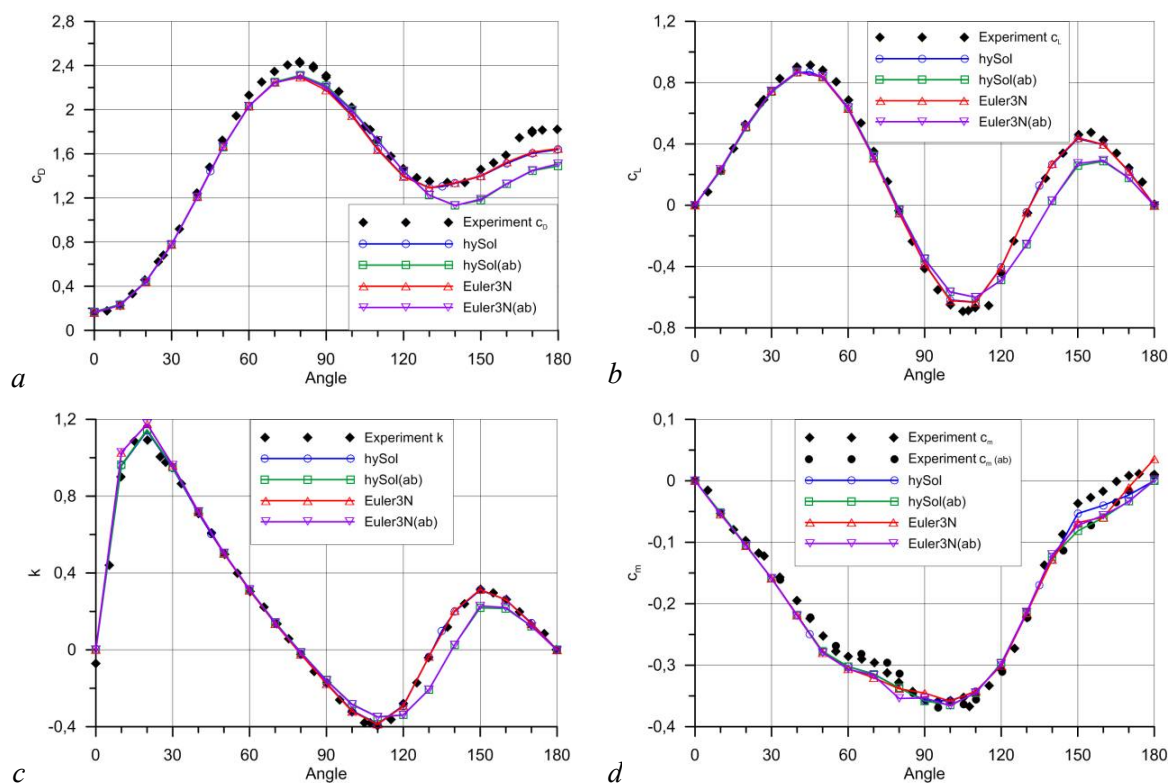 2,8
2,4
2
1,6
1,2
0,8
0,4
0
c_D
0 30 60 90 120 150 180
Angle
Experiment c_D
hySol
hySol(ab)
Euler3N
Euler3N(ab)
a
1,2
0,8
0,4
0
-0,4
-0,8
c_L
0 30 60 90 120 150 180
Angle
Experiment c_L
hySol
hySol(ab)
Euler3N
Euler3N(ab)
b
1,2
0,8
0,4
0
-0,4
k
0 30 60 90 120 150 180
Angle
Experiment k
hySol
hySol(ab)
Euler3N
Euler3N(ab)
c
0,1
0
-0,1
-0,2
-0,3
-0,4
c_m
0 30 60 90 120 150 180
Angle
Experiment c_m
Experiment c_m (ab)
hySol
hySol(ab)
Euler3N
Euler3N(ab)
d